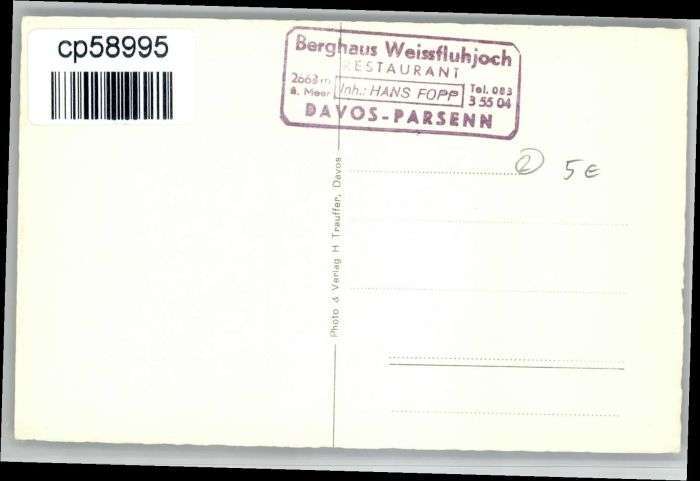 cp58995
Berghaus Weissfluhjoch
RESTAURANT
2663 m ü. Meer Inh.: HANS FOPP Tel. 083 3 55 04
DAVOS-PARSENN
5€
Photo & Verlag H Trauffer, Davos